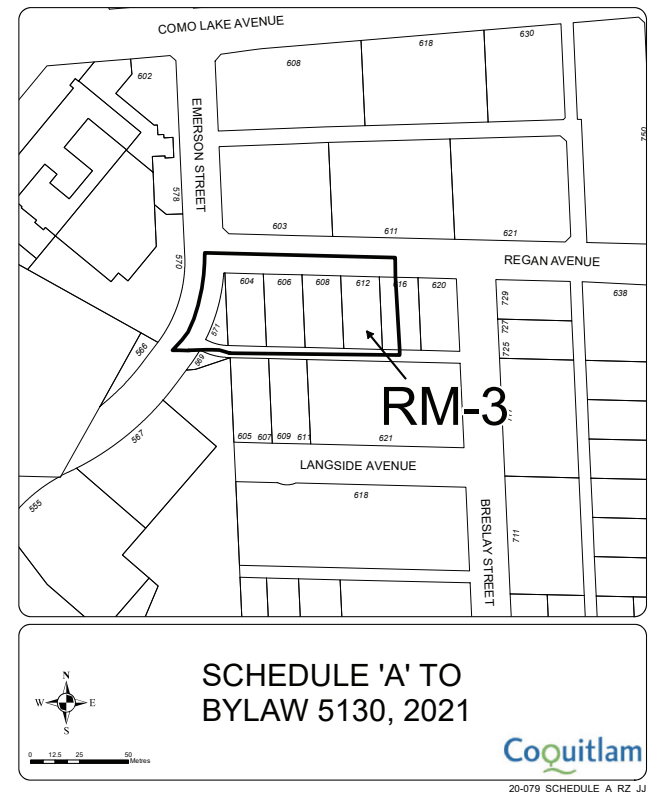 COMO LAKE AVENUE
630
618
608
602
750
EMERSON STREET
578
603
611
621
570
REGAN AVENUE
604
606
608
612
616
620
729
638
571
727
725
566
569
RM-3
567
605
607
609
611
621
LANGSIDE AVENUE
618
555
BRESLAY STREET
711
SCHEDULE 'A' TO
BYLAW 5130, 2021
N
W
E
S
0 12.5 25 50
Metres
Coquitlam
20-079 SCHEDULE A RZ JJ